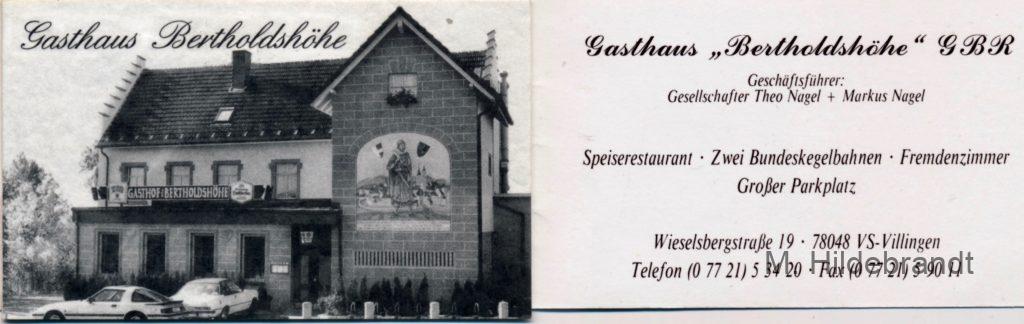 Gasthaus Bertholdshöhe
GASTHOF z. BERTHOLDSHÖHE
Gasthaus „Bertholdshöhe“ GBR
Geschäftsführer:
Gesellschafter Theo Nagel + Markus Nagel
Speiserestaurant · Zwei Bundeskegelbahnen · Fremdenzimmer
Großer Parkplatz
Wieselsbergstraße 19 · 78048 VS-Villingen
M. Hildebrandt
Telefon (0 77 21) 5 34 20 · Fax (0 77 21) 5 90 11